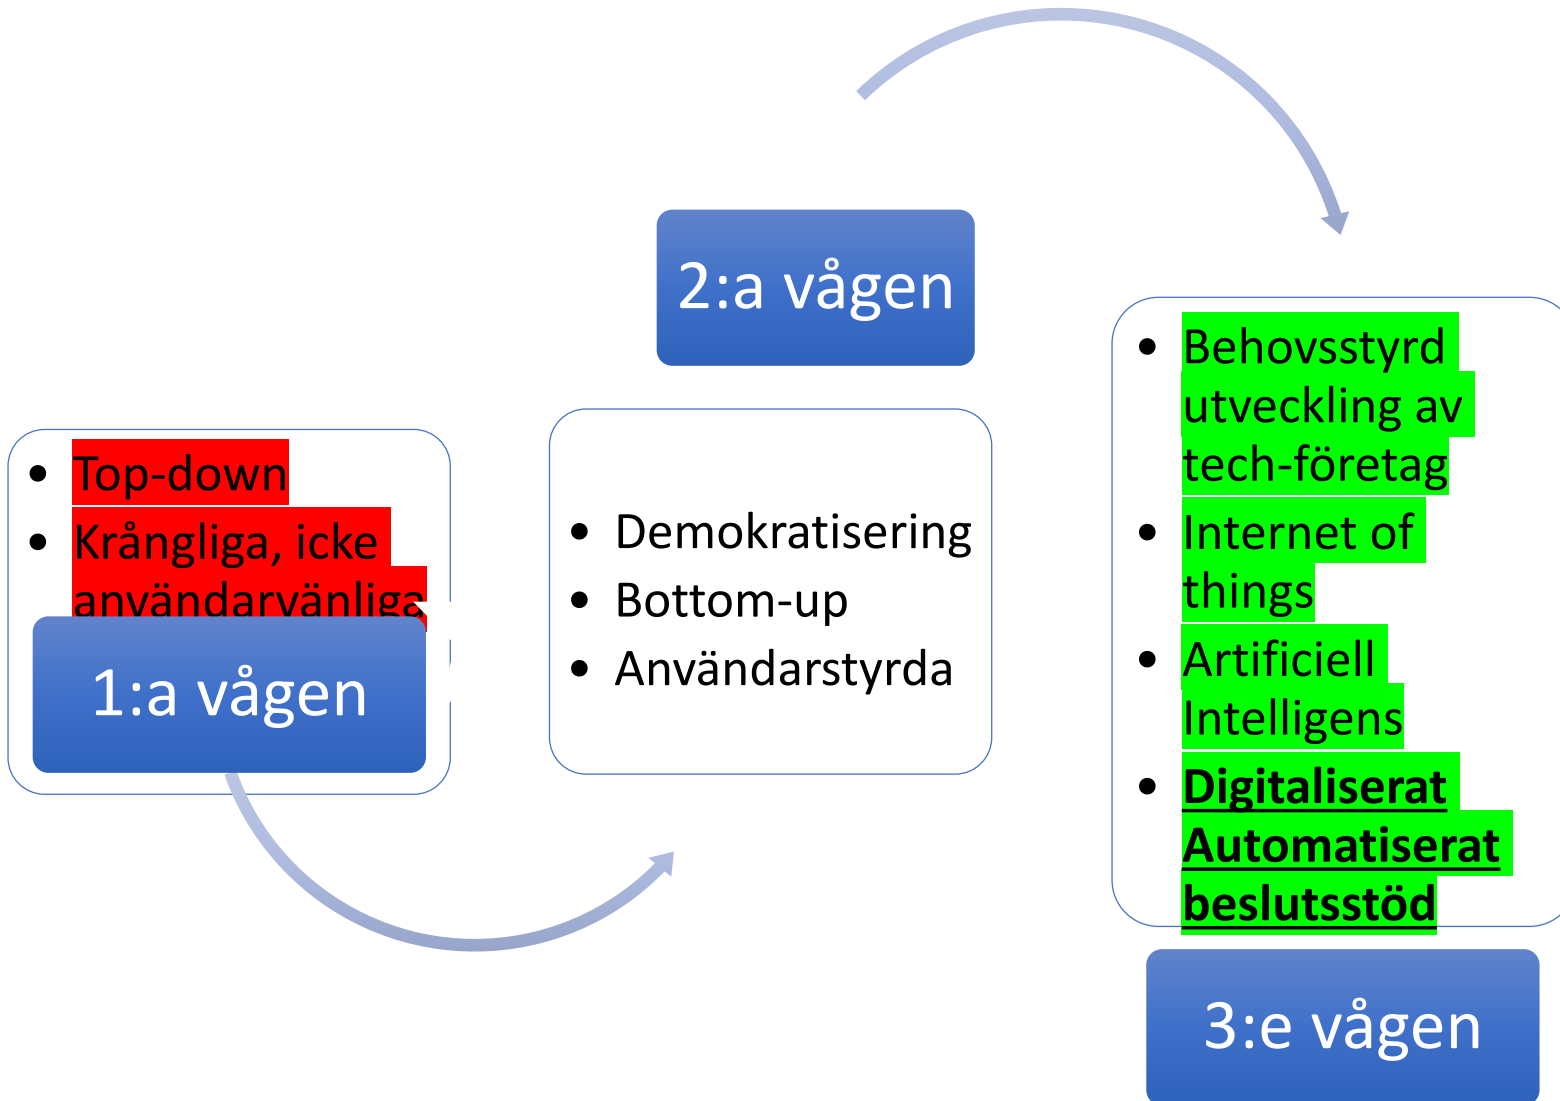 • Top-down
• Krångliga, icke
användarvänliga
1:a vågen
2:a vågen
• Demokratisering
• Bottom-up
• Användarstyrda
• Behovsstyrd
utveckling av
tech-företag
• Internet of
things
• Artificiell
Intelligens
• Digitaliserat
Automatiserat
beslutsstöd
3:e vågen